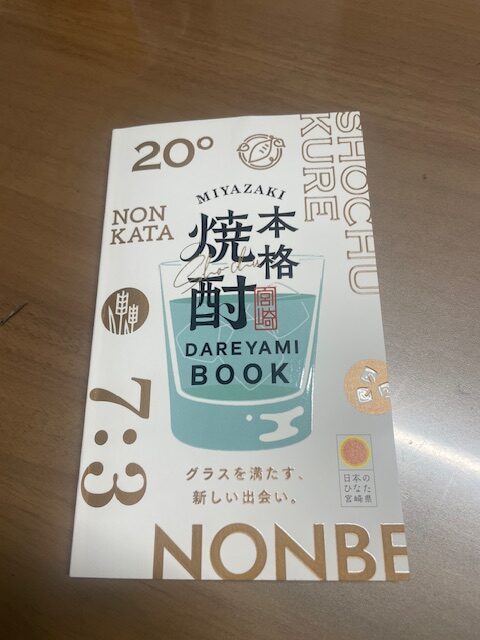 20°
SHOCHU
KURE
MIYAZAKI
NON
KATA
本格
焼酎
Shochu
宮崎
DAREYAMI
BOOK
7:3
グラスを満たす、
新しい出会い。
日本の
ひなた
宮崎県
NONBE